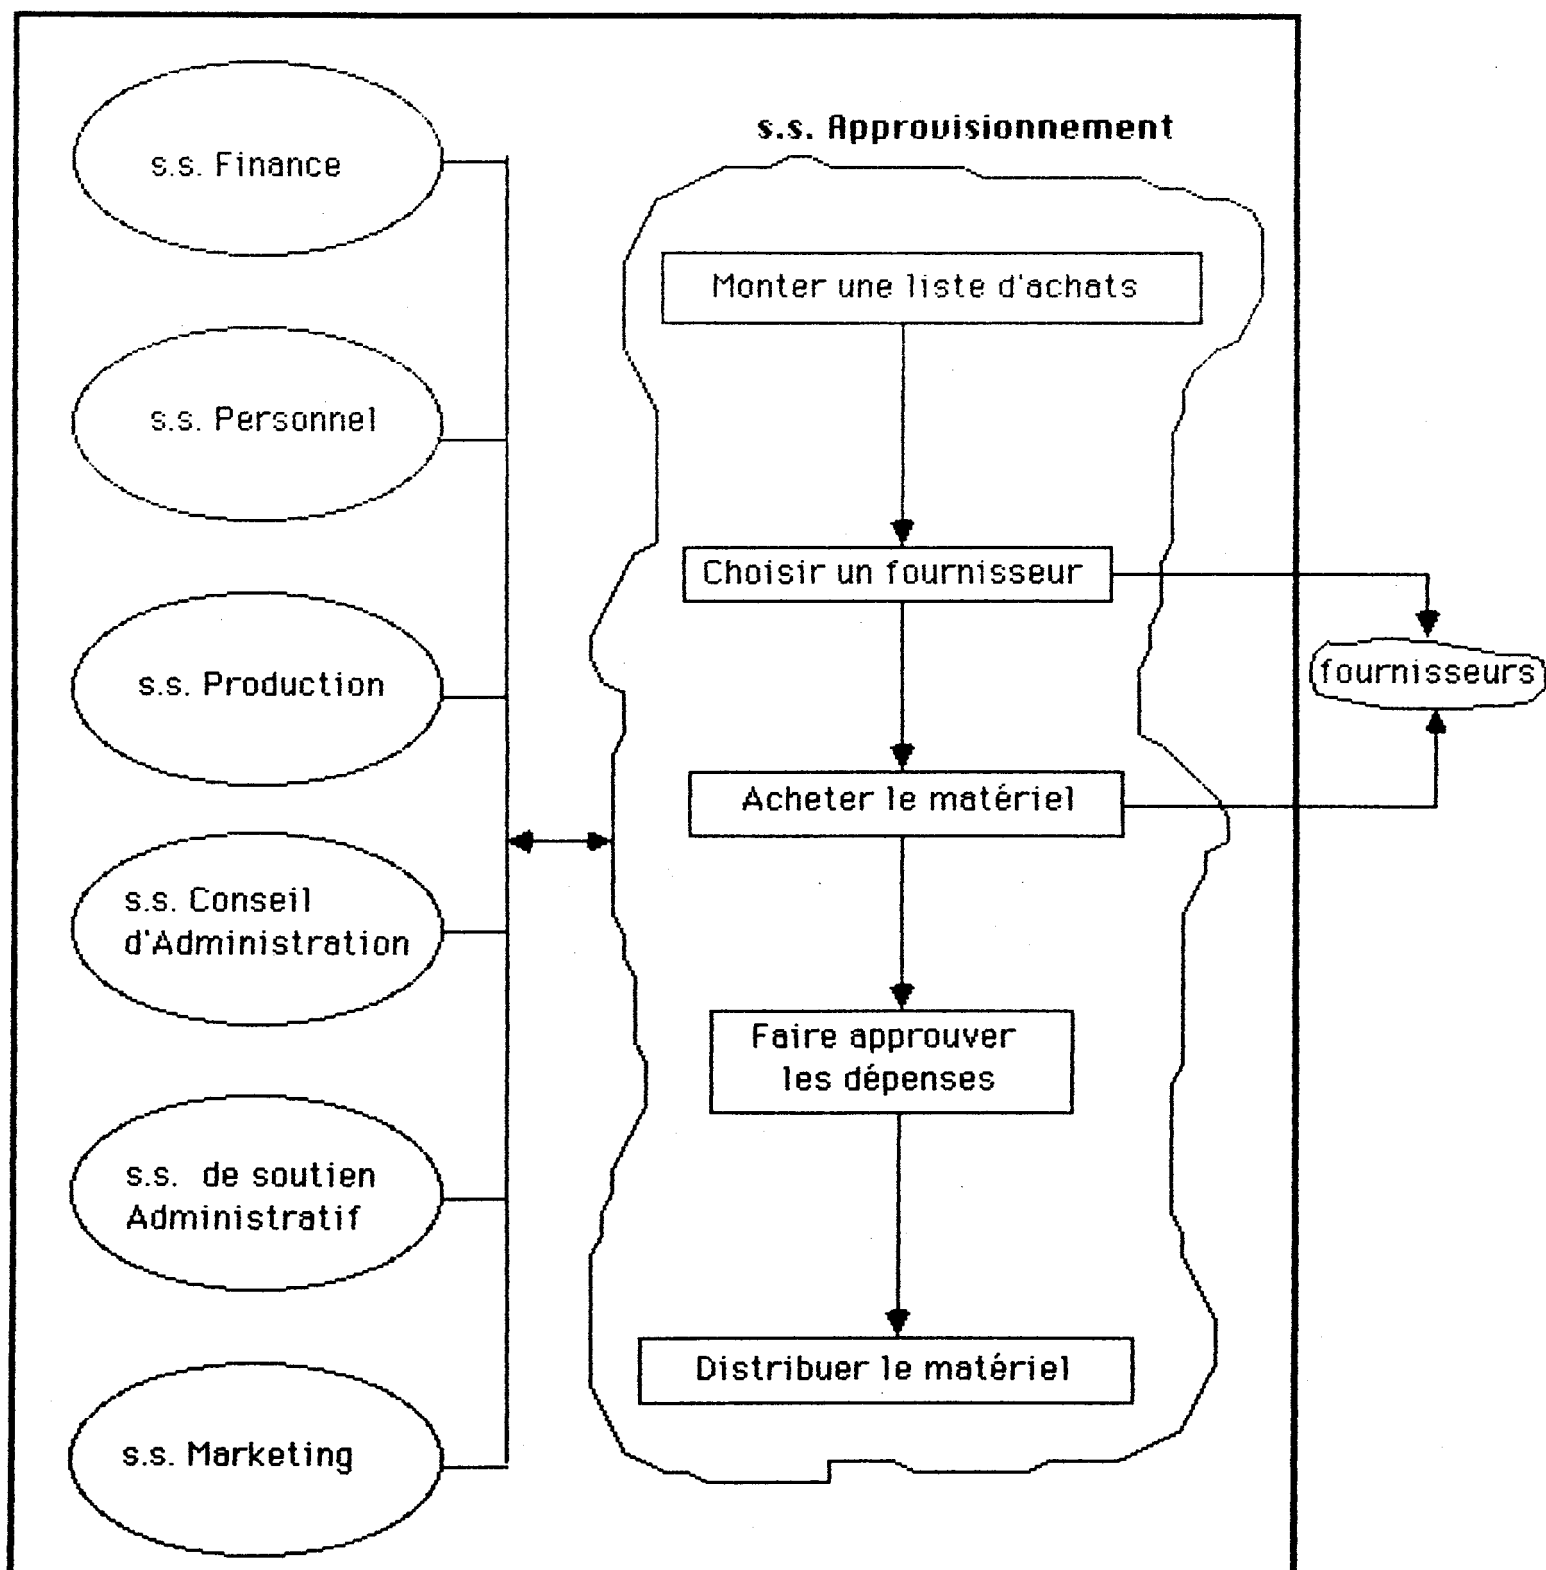 s.s. Finance
s.s. Personnel
s.s. Production
s.s. Conseil
d'Administration
s.s. de soutien
Administratif
s.s. Marketing
s.s. Approvisionnement
Monter une liste d'achats
Choisir un fournisseur
Acheter le matériel
Faire approuver
les dépenses
Distribuer le matériel
fournisseurs